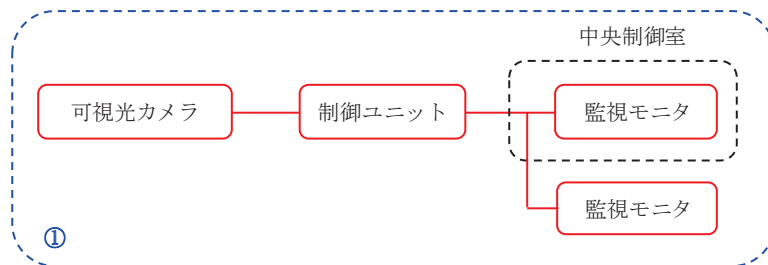 中央制御室
可視光カメラ
制御ユニット
監視モニタ
監視モニタ
①